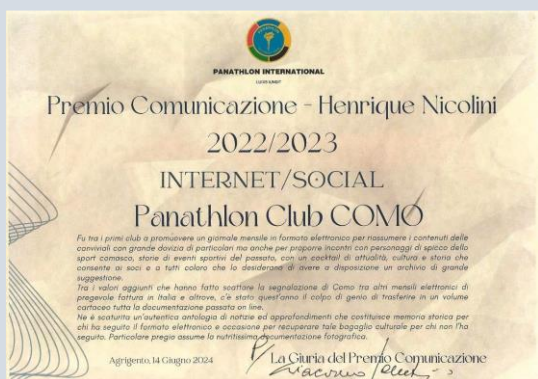 PANATHLON INTERNATIONAL
LUDIS IUNGIT
Premio Comunicazione - Henrique Nicolini
2022/2023
INTERNET/SOCIAL
Panathlon Club COMO
Fu tra i primi club a promuovere un giornale mensile in formato elettronico per riassumere i contenuti delle
conviviali con grande dovizia di particolari ma anche per proporre incontri con personaggi di spicco dello
sport comasco, storie di eventi sportivi del passato, con un cocktail di attualità, cultura e storia che
consente ai soci e a tutti coloro che lo desiderano di avere a disposizione un archivio di grande
suggestione.
Tra i valori aggiunti che hanno fatto scattare la segnalazione di Como tra altri mensili elettronici di
pregevole fattura in Italia e altrove, c'è stato quest'anno il colpo di genio di trasferire in un volume
cartaceo tutta la documentazione passata on line.
Ne è scaturita un'autentica antologia di notizie ed approfondimenti che costituisce memoria storica per
chi ha seguito il formato elettronico e occasione per recuperare tale bagaglio culturale per chi non l'ha
seguito. Particolare pregio assume la nutritissima documentazione fotografica.
Agrigento, 14 Giugno 2024
P/ La Giuria del Premio Comunicazione
Giacomo